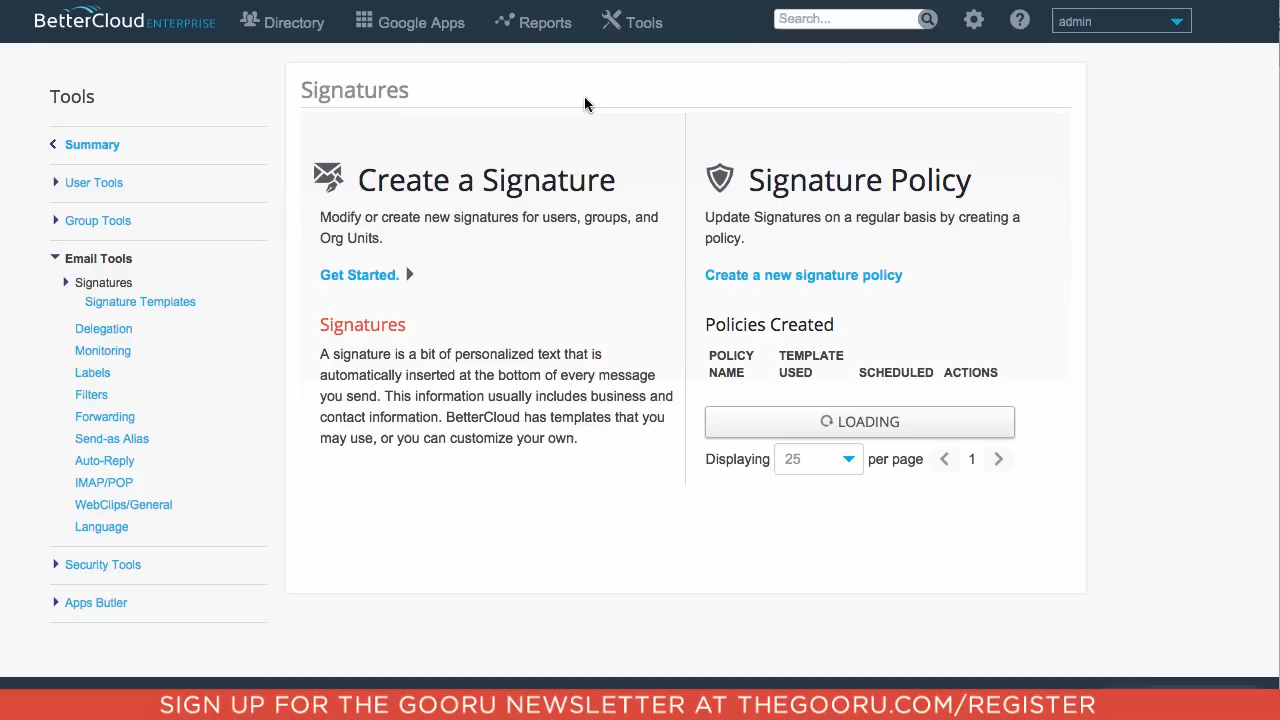 BetterCloud ENTERPRISE
Directory
Google Apps
Reports
Tools
Search...
admin
Tools
Summary
User Tools
Group Tools
Email Tools
Signatures
Signature Templates
Delegation
Monitoring
Labels
Filters
Forwarding
Send-as Alias
Auto-Reply
IMAP/POP
WebClips/General
Language
Security Tools
Apps Butler
Signatures
Create a Signature
Modify or create new signatures for users, groups, and
Org Units.
Get Started.
Signatures
A signature is a bit of personalized text that is
automatically inserted at the bottom of every message
you send. This information usually includes business and
contact information. BetterCloud has templates that you
may use, or you can customize your own.
Signature Policy
Update Signatures on a regular basis by creating a
policy.
Create a new signature policy
Policies Created
POLICY NAME TEMPLATE USED SCHEDULED ACTIONS
LOADING
Displaying 25 per page 1
SIGN UP FOR THE GOORU NEWSLETTER AT THEGOORU.COM/REGISTER